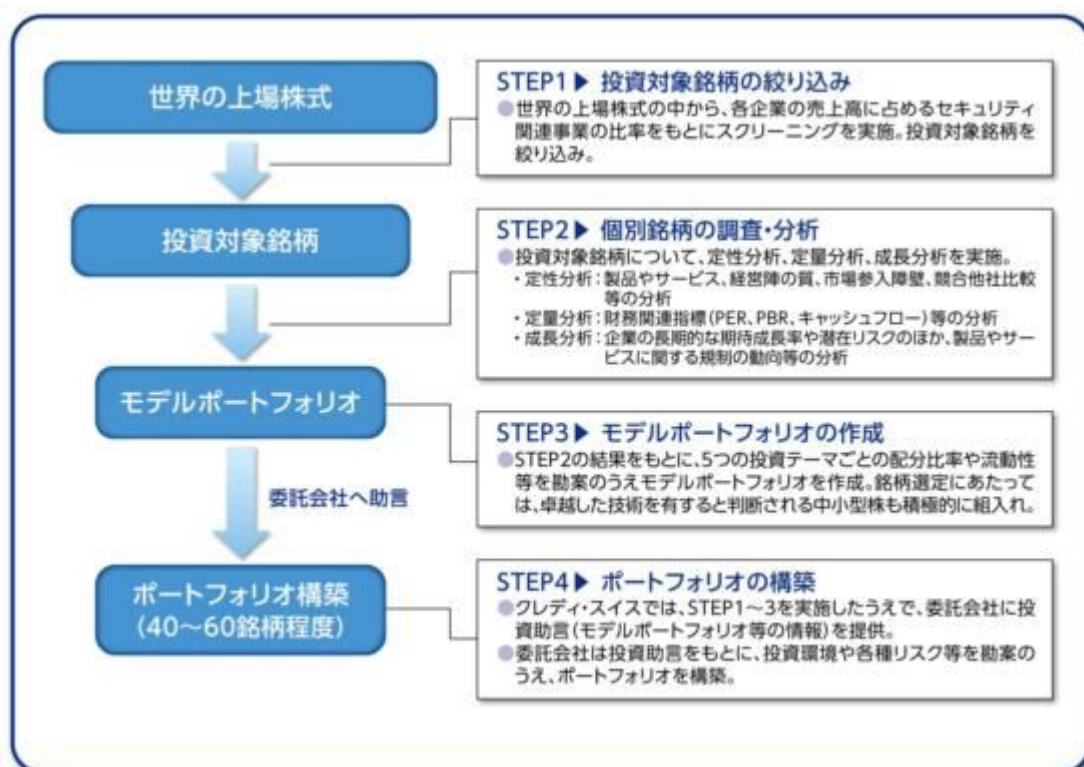 世界の上場株式
STEP1▶ 投資対象銘柄の絞り込み
●世界の上場株式の中から、各企業の売上高に占めるセキュリティ
関連事業の比率をもとにスクリーニングを実施。投資対象銘柄を
絞り込み。
投資対象銘柄
STEP2▶ 個別銘柄の調査・分析
●投資対象銘柄について、定性分析、定量分析、成長分析を実施。
・定性分析：製品やサービス、経営陣の質、市場参入障壁、競合他社比較
等の分析
・定量分析：財務関連指標(PER、PBR、キャッシュフロー)等の分析
・成長分析：企業の長期的な期待成長率や潜在リスクのほか、製品やサー
ビスに関する規制の動向等の分析
モデルポートフォリオ
STEP3▶ モデルポートフォリオの作成
●STEP2の結果をもとに、5つの投資テーマごとの配分比率や流動性
等を勘案のうえモデルポートフォリオを作成。銘柄選定にあたって
は、卓越した技術を有すると判断される中小型株も積極的に組入れ。
委託会社へ助言
ポートフォリオ構築
(40～60銘柄程度)
STEP4▶ ポートフォリオの構築
●クレディ・スイスでは、STEP1～3を実施したうえで、委託会社に投
資助言(モデルポートフォリオ等の情報)を提供。
●委託会社は投資助言をもとに、投資環境や各種リスク等を勘案の
うえ、ポートフォリオを構築。